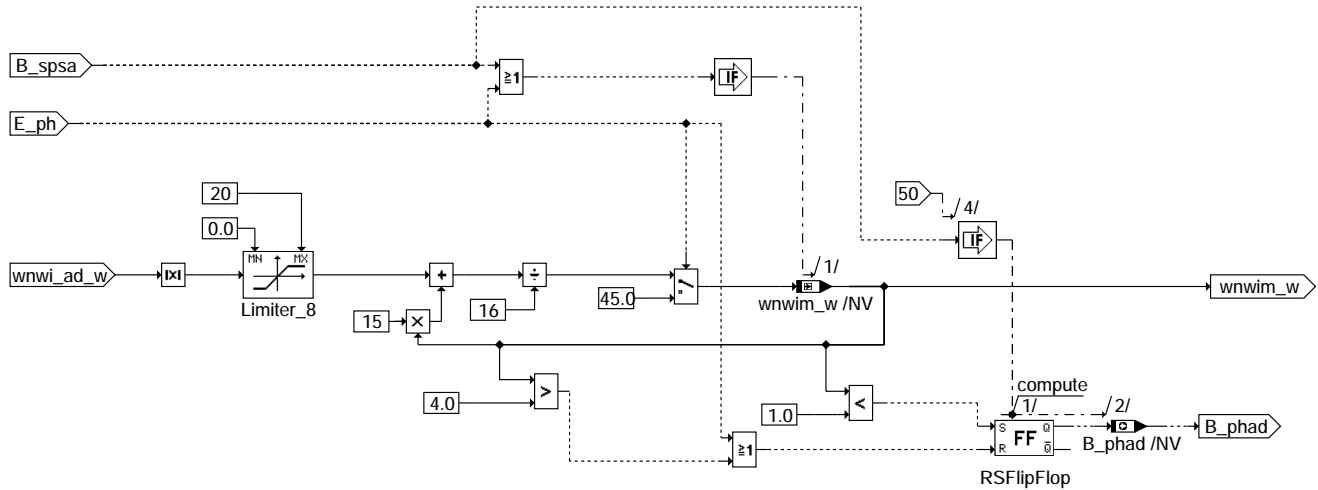 B_spsa
≥1
IF
E_ph
20
50
/4/
0.0
IF
MN MX
wnwi_ad_w
|x|
+
÷
/1/
wnwim_w
45.0
Limiter_8
15
×
16
wnwim_w /NV
>
4.0
<
1.0
compute
/1/
/2/
S Q
FF
R Q̅
B_phad
≥1
B_phad /NV
RSFlipFlop